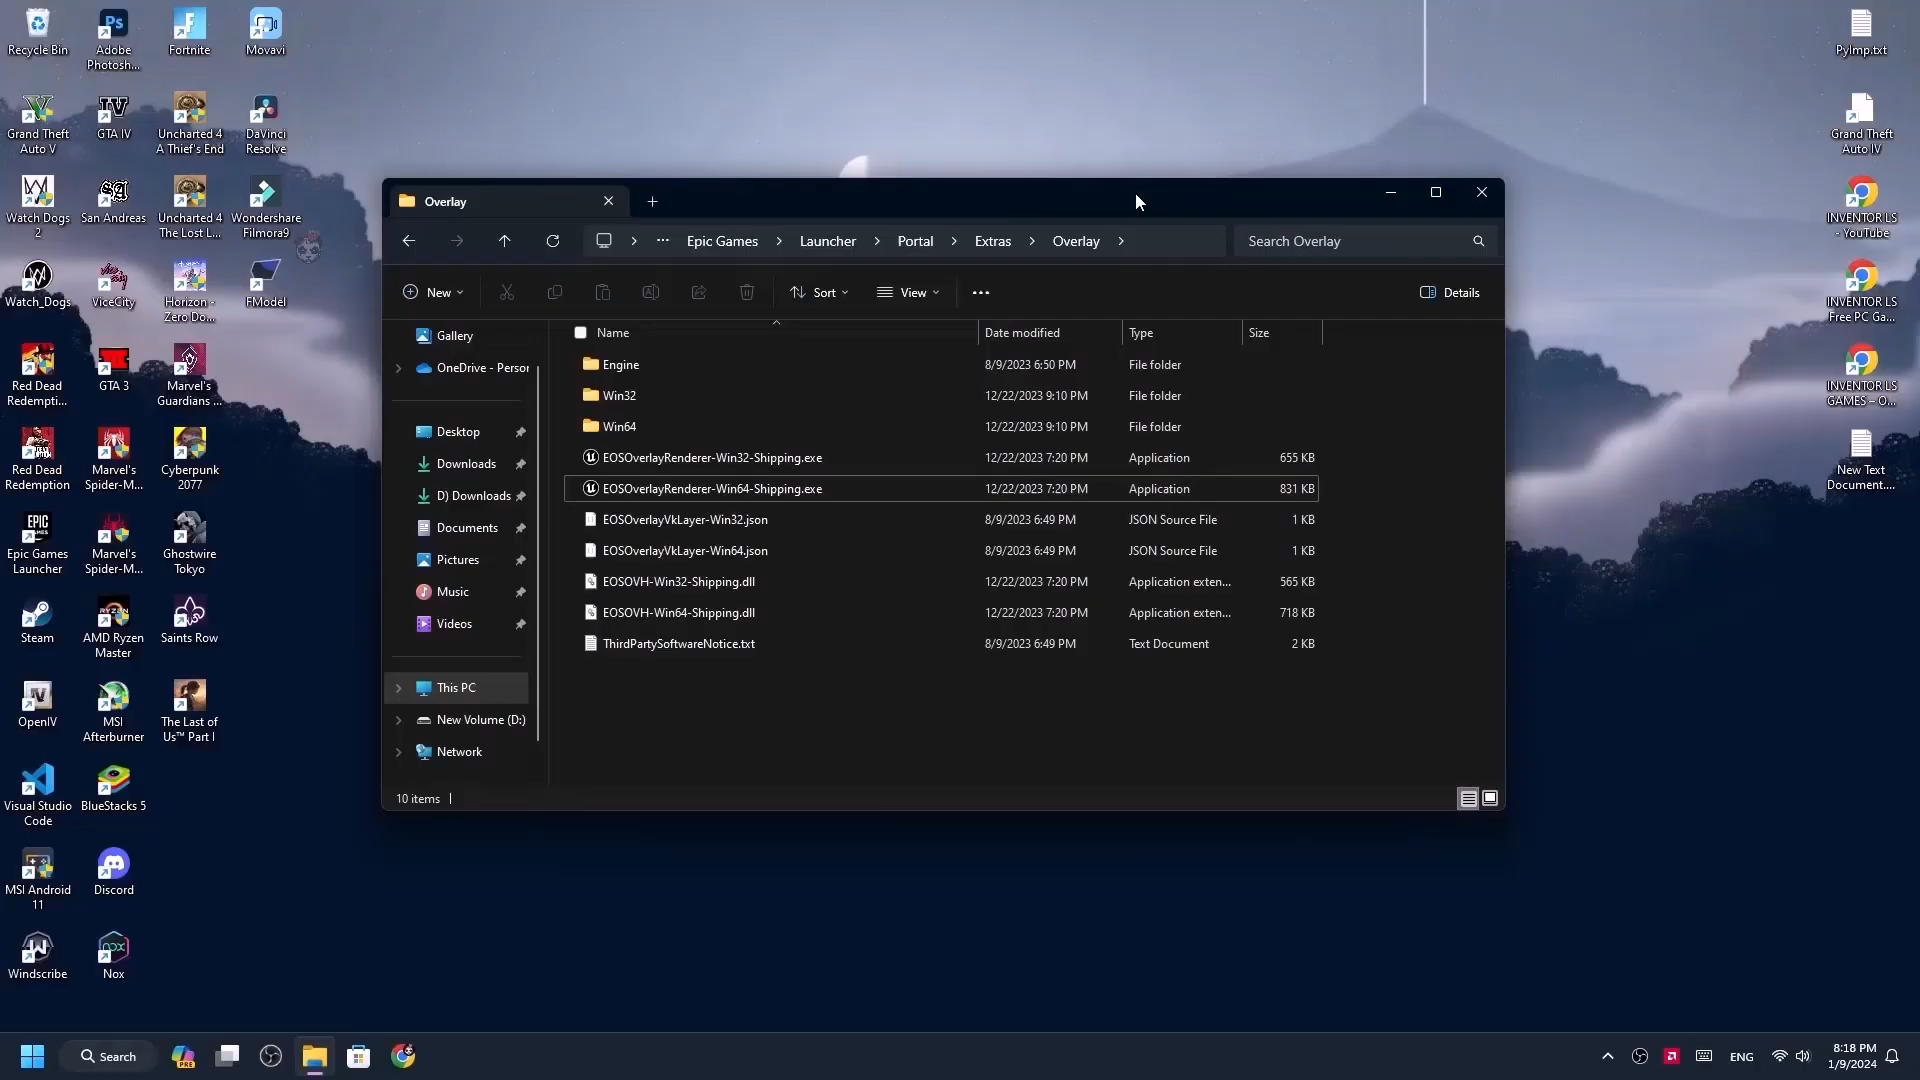 Recycle Bin
Adobe
Photosh...
Fortnite
Movavi
Grand Theft
Auto V
GTA IV
Uncharted 4
A Thief's End
DaVinci
Resolve
Watch Dogs
2
San Andreas
Uncharted 4
The Lost L...
Wondershare
Filmora9
Watch_Dogs
ViceCity
Horizon -
Zero Do...
FModel
Red Dead
Redempti...
GTA 3
Marvel's
Guardians ...
Red Dead
Redemption
Marvel's
Spider-M...
Cyberpunk
2077
Epic Games
Launcher
Marvel's
Spider-M...
Ghostwire
Tokyo
Steam
AMD Ryzen
Master
Saints Row
OpenIV
MSI
Afterburner
The Last of
Us™ Part I
Visual Studio
Code
BlueStacks 5
MSI Android
11
Discord
Windscribe
Nox
Overlay
Epic Games
Launcher
Portal
Extras
Overlay
Search Overlay
New
Sort
View
Details
Gallery
OneDrive - Person
Desktop
Downloads
D) Downloads
Documents
Pictures
Music
Videos
This PC
New Volume (D:)
Network
Name Date modified Type Size
Engine 8/9/2023 6:50 PM File folder
Win32 12/22/2023 9:10 PM File folder
Win64 12/22/2023 9:10 PM File folder
EOSOverlayRenderer-Win32-Shipping.exe 12/22/2023 7:20 PM Application 655 KB
EOSOverlayRenderer-Win64-Shipping.exe 12/22/2023 7:20 PM Application 831 KB
EOSOverlayVkLayer-Win32.json 8/9/2023 6:49 PM JSON Source File 1 KB
EOSOverlayVkLayer-Win64.json 8/9/2023 6:49 PM JSON Source File 1 KB
EOSOVH-Win32-Shipping.dll 12/22/2023 7:20 PM Application exten... 565 KB
EOSOVH-Win64-Shipping.dll 12/22/2023 7:20 PM Application exten... 718 KB
ThirdPartySoftwareNotice.txt 8/9/2023 6:49 PM Text Document 2 KB
10 items
PyImp.txt
Grand Theft
Auto IV
INVENTOR LS
- YouTube
INVENTOR LS
Free PC Ga...
INVENTOR LS
GAMES – O...
New Text
Document....
Search
PRE
ENG
8:18 PM
1/9/2024